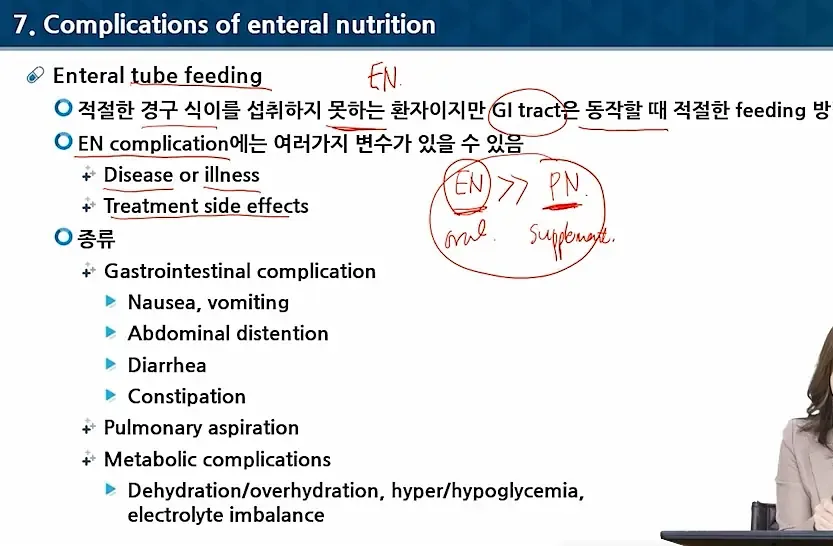 7. Complications of enteral nutrition
Enteral tube feeding
EN.
적절한 경구 식이를 섭취하지 못하는 환자이지만 GI tract은 동작할 때 적절한 feeding 방
EN complication에는 여러가지 변수가 있을 수 있음
Disease or illness
EN >> PN.
Treatment side effects
oral. supplement.
종류
Gastrointestinal complication
Nausea, vomiting
Abdominal distention
Diarrhea
Constipation
Pulmonary aspiration
Metabolic complications
Dehydration/overhydration, hyper/hypoglycemia,
electrolyte imbalance